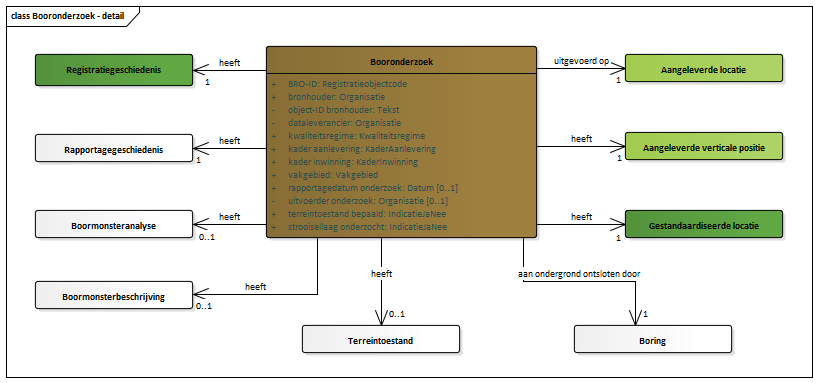 class Booronderzoek - detail
Booronderzoek
+ BRO-ID: Registratieobjectcode
+ bronhouder: Organisatie
- object-ID bronhouder: Tekst
- dataleverancier: Organisatie
+ kwaliteitsregime: Kwaliteitsregime
+ kader aanlevering: KaderAanlevering
+ kader inwinning: KaderInwinning
+ vakgebied: Vakgebied
+ rapportagedatum onderzoek: Datum [0..1]
- uitvoerder onderzoek: Organisatie [0..1]
+ terreintoestand bepaald: IndicatieJaNee
+ strooisellaag onderzocht: IndicatieJaNee
heeft
Registratiegeschiedenis
1
heeft
Rapportagegeschiedenis
1
heeft
Boormonsteranalyse
0..1
heeft
Boormonsterbeschrijving
0..1
uitgevoerd op
Aangeleverde locatie
1
heeft
Aangeleverde verticale positie
1
heeft
Gestandaardiseerde locatie
1
heeft
0..1
Terreintoestand
aan ondergrond ontsloten door
1
Boring